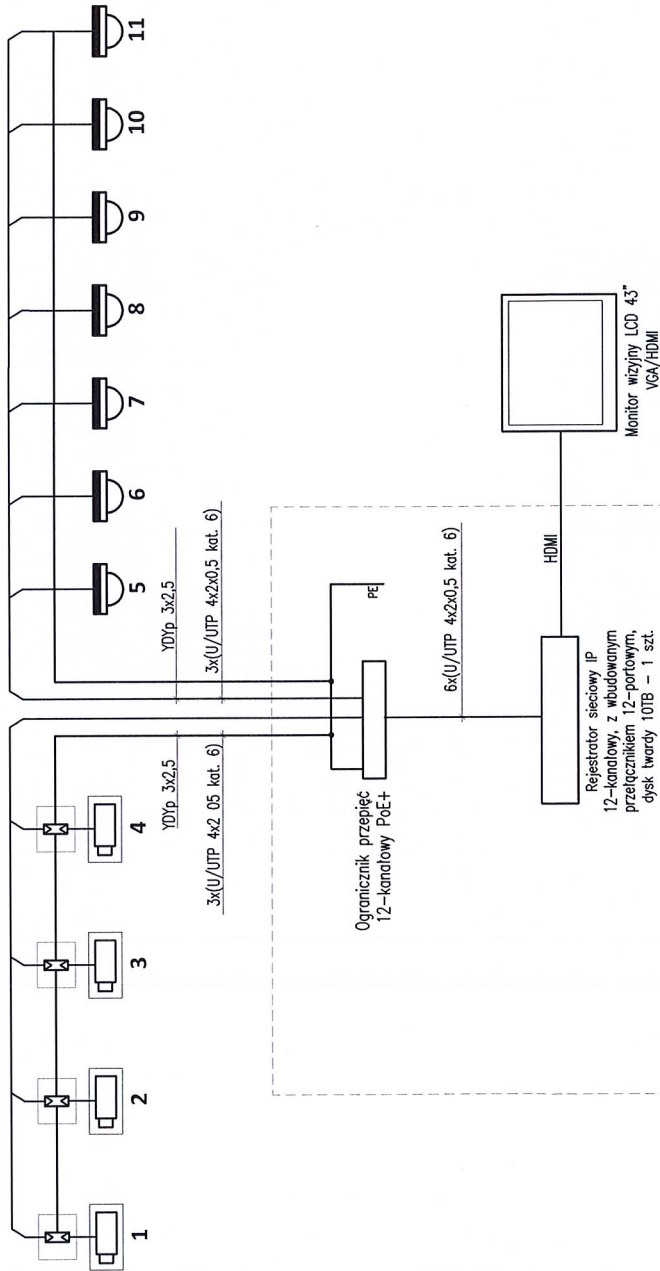 1
2
3
4
5
6
7
8
9
10
11
YDYp 3x2,5
3x(U/UTP 4x2 05 kat. 6)
YDYp 3x2,5
3x(U/UTP 4x2x0,5 kat. 6)
PE
Ogranicznik przepięć
12-kanałowy PoE+
6x(U/UTP 4x2x0,5 kat. 6)
HDMI
Rejestrator sieciowy IP
12-kanałowy, z wbudowanym
przełącznikiem 12-portowym,
dysk twardy 10TB - 1 szt.
Monitor wizyjny LCD 43"
VGA/HDMI